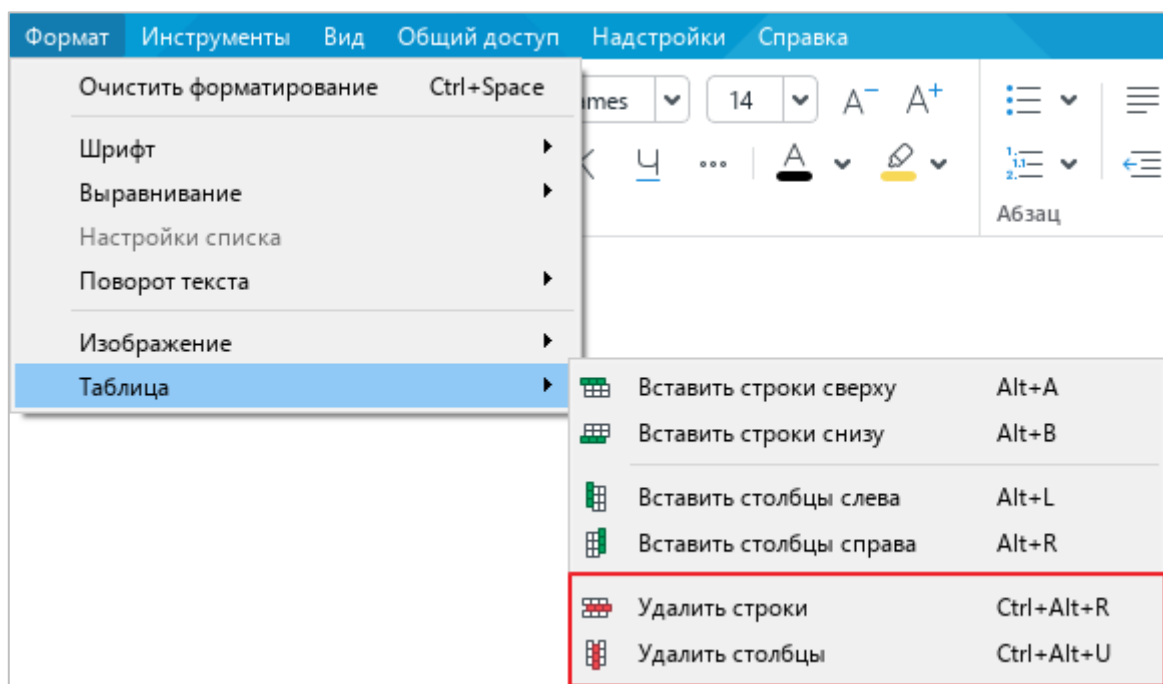 Формат Инструменты Вид Общий доступ Надстройки Справка
Очистить форматирование Ctrl+Space
14 A⁻ A⁺
Шрифт
Ч A
Выравнивание
Абзац
Настройки списка
Поворот текста
Изображение
Таблица
Вставить строки сверху Alt+A
Вставить строки снизу Alt+B
Вставить столбцы слева Alt+L
Вставить столбцы справа Alt+R
Удалить строки Ctrl+Alt+R
Удалить столбцы Ctrl+Alt+U